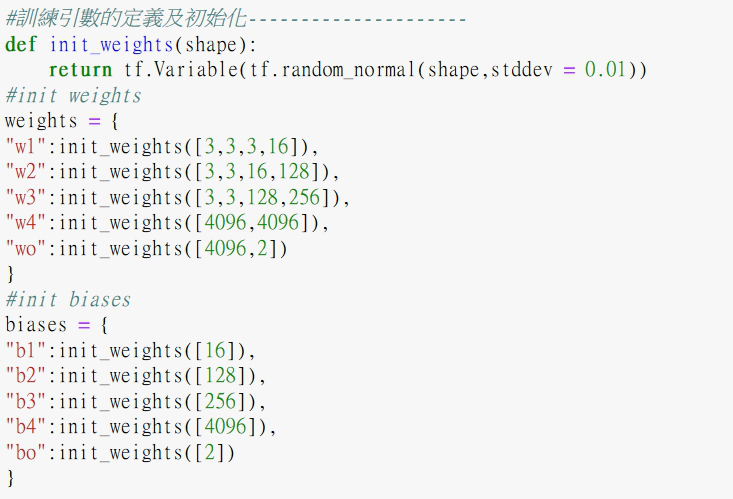 #訓練引數的定義及初始化---------------------
def init_weights(shape):
    return tf.Variable(tf.random_normal(shape,stddev = 0.01))
#init weights
weights = {
"w1":init_weights([3,3,3,16]),
"w2":init_weights([3,3,16,128]),
"w3":init_weights([3,3,128,256]),
"w4":init_weights([4096,4096]),
"wo":init_weights([4096,2])
}
#init biases
biases = {
"b1":init_weights([16]),
"b2":init_weights([128]),
"b3":init_weights([256]),
"b4":init_weights([4096]),
"bo":init_weights([2])
}